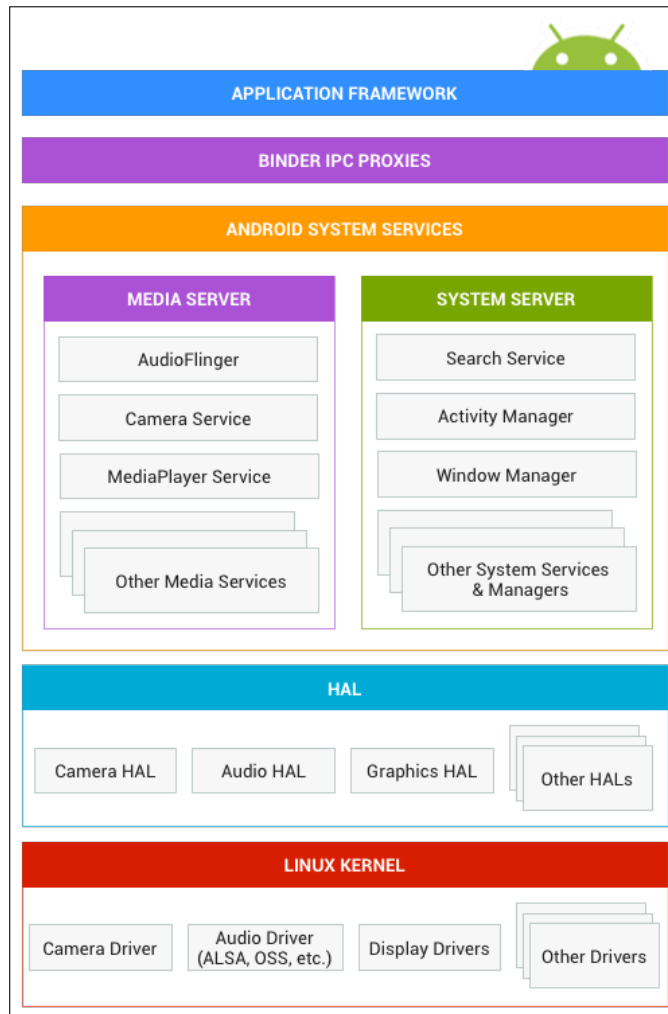 APPLICATION FRAMEWORK
BINDER IPC PROXIES
ANDROID SYSTEM SERVICES
MEDIA SERVER
AudioFlinger
Camera Service
MediaPlayer Service
Other Media Services
SYSTEM SERVER
Search Service
Activity Manager
Window Manager
Other System Services
& Managers
HAL
Camera HAL
Audio HAL
Graphics HAL
Other HALs
LINUX KERNEL
Camera Driver
Audio Driver
(ALSA, OSS, etc.)
Display Drivers
Other Drivers